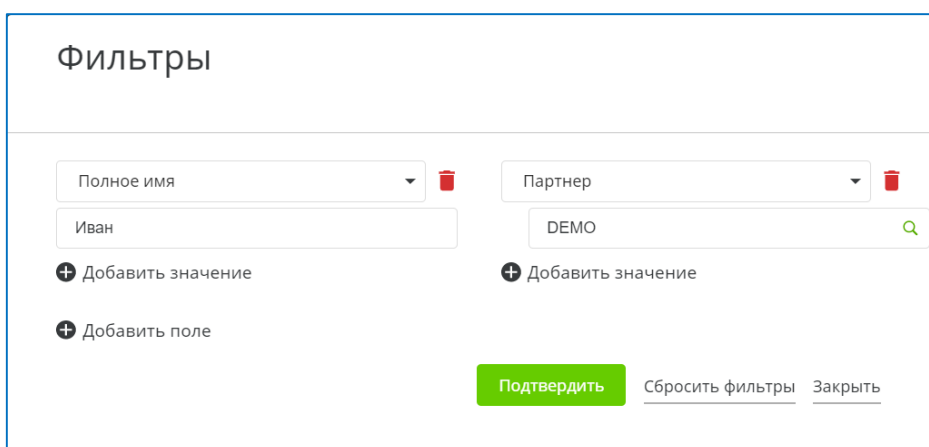 Фильтры
Полное имя
Партнер
Иван
DEMO
Добавить значение
Добавить значение
Добавить поле
Подтвердить Сбросить фильтры Закрыть